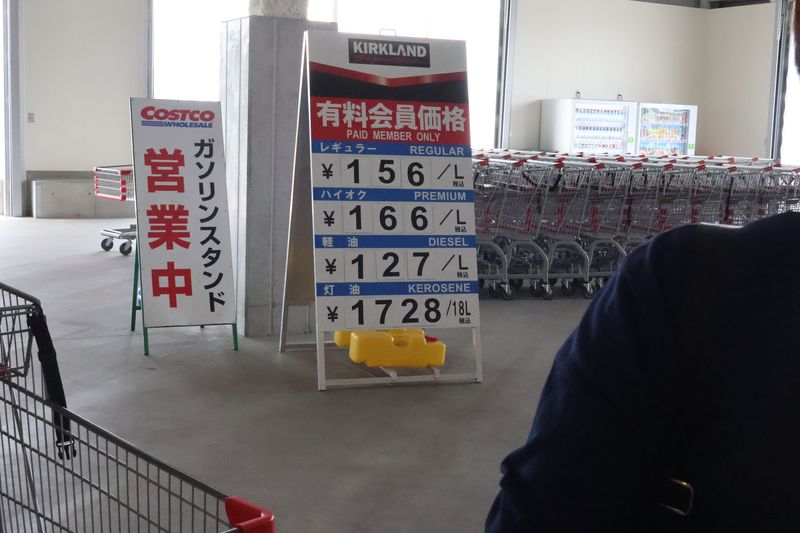 COSTCO
WHOLESALE
ガソリンスタンド
営業中
KIRKLAND
Signature
有料会員価格
PAID MEMBER ONLY
レギュラー REGULAR
¥156/L
税込
ハイオク PREMIUM
¥166/L
税込
軽油 DIESEL
¥127/L
税込
灯油 KEROSENE
¥1728/18L
税込